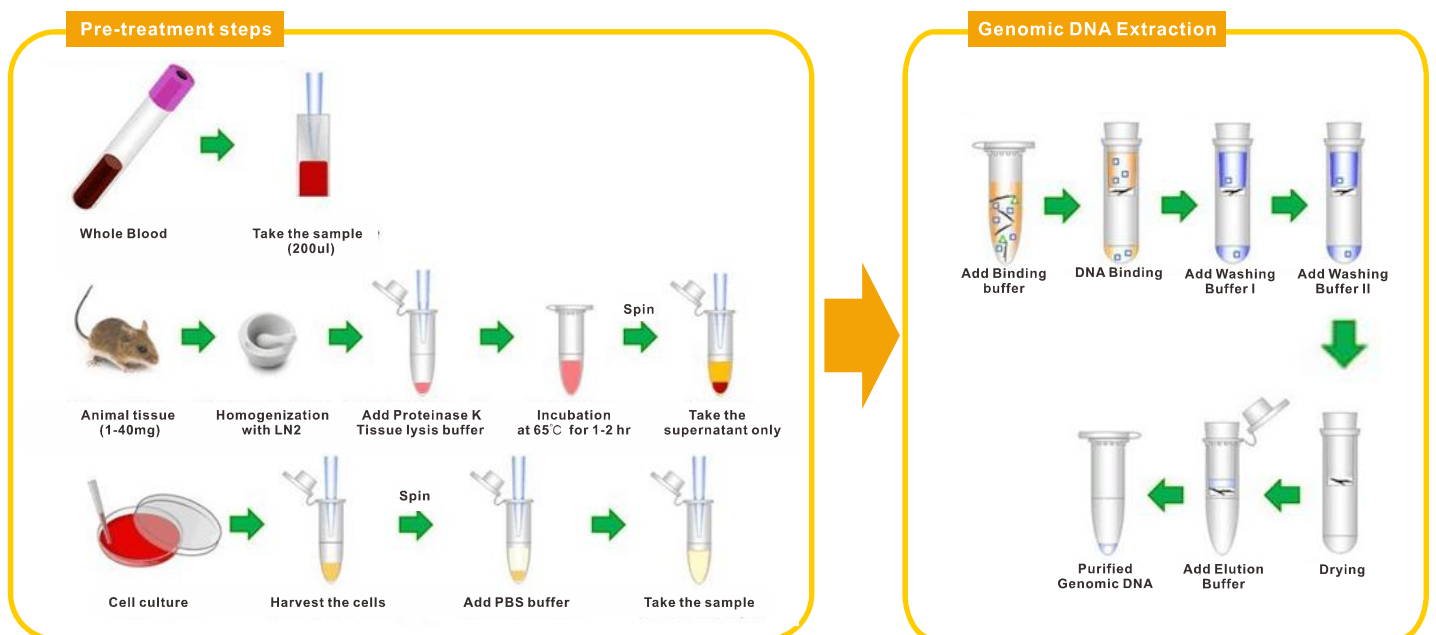 Pre-treatment steps
Whole Blood
Take the sample
(200ul)
Animal tissue
(1-40mg)
Homogenization
with LN2
Add Proteinase K
Tissue lysis buffer
Incubation
at 65℃ for 1-2 hr
Spin
Take the
supernatant only
Cell culture
Harvest the cells
Spin
Add PBS buffer
Take the sample
Genomic DNA Extraction
Add Binding
buffer
DNA Binding
Add Washing
Buffer I
Add Washing
Buffer II
Drying
Add Elution
Buffer
Purified
Genomic DNA